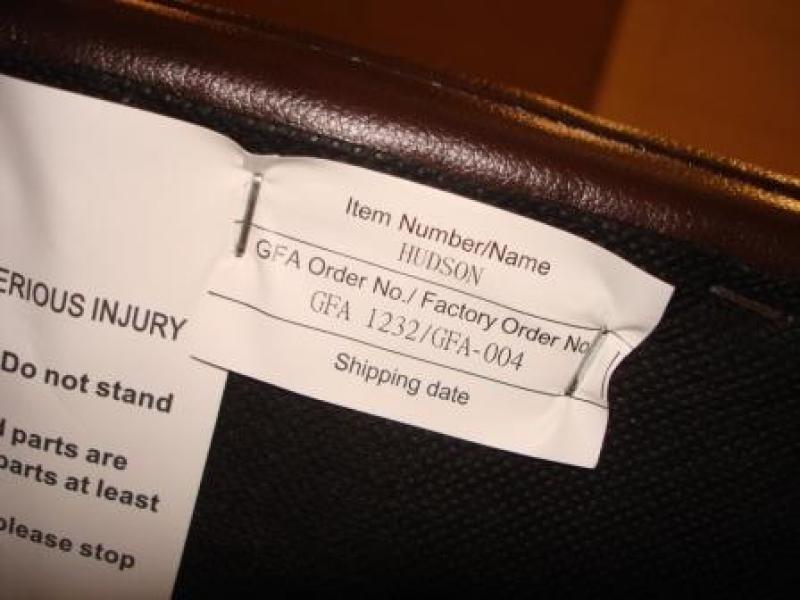 Item Number/Name
HUDSON
GFA Order No./ Factory Order No
GFA 1232/GFA-004
Shipping date
ERIOUS INJURY
Do not stand
d parts are
parts at least
please stop